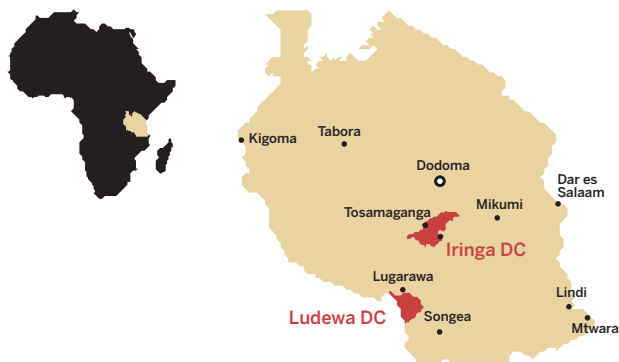 Kigoma
Tabora
Dodoma
Dar es
Salaam
Mikumi
Tosamaganga
Iringa DC
Lugarawa
Ludewa DC
Songea
Lindi
Mtwara